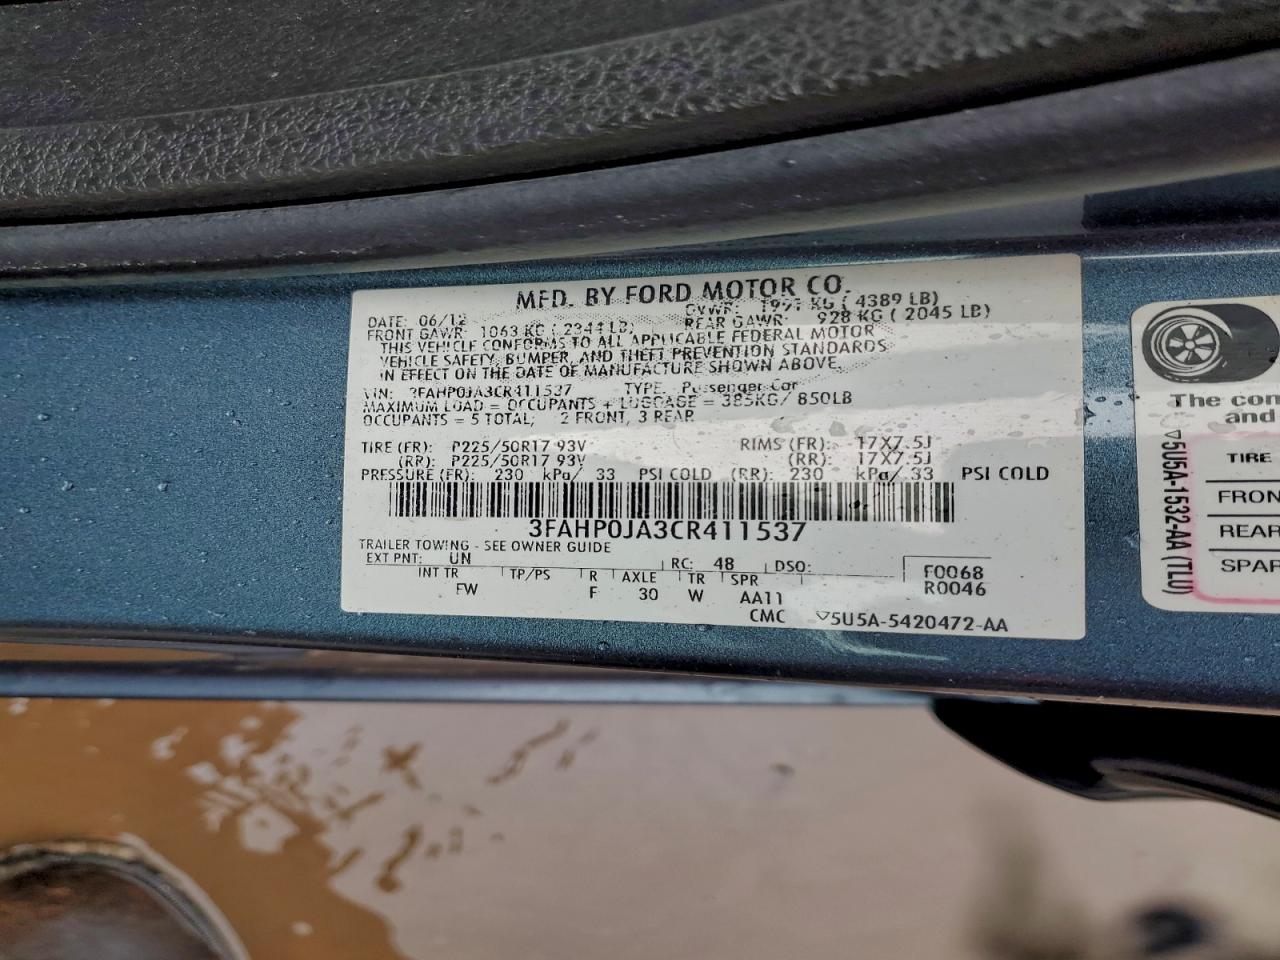 MFD. BY FORD MOTOR CO.
DATE: 06/12 GVWR: 1991 KG ( 4389 LB)
FRONT GAWR: 1063 KG ( 2344 LB) REAR GAWR: 928 KG ( 2045 LB)
THIS VEHICLE CONFORMS TO ALL APPLICABLE FEDERAL MOTOR
VEHICLE SAFETY, BUMPER, AND THEFT PREVENTION STANDARDS
IN EFFECT ON THE DATE OF MANUFACTURE SHOWN ABOVE.
VIN: 3FAHP0JA3CR411537 TYPE: Passenger Car
MAXIMUM LOAD = OCCUPANTS + LUGGAGE = 385KG/ 850LB
OCCUPANTS = 5 TOTAL; 2 FRONT, 3 REAR
TIRE (FR): P225/50R17 93V RIMS (FR): 17X7.5J
(RR): P225/50R17 93V (RR): 17X7.5J
PRESSURE (FR): 230 kPa/ 33 PSI COLD (RR): 230 kPa/ 33 PSI COLD
3FAHP0JA3CR411537
TRAILER TOWING - SEE OWNER GUIDE
EXT PNT: UN RC: 48 DSO:
F0068
R0046
INT TR TP/PS R AXLE TR SPR
FW F 30 W AA11
CMC ▽5U5A-5420472-AA
The com
and
▽5U5A-1532-AA (TLU)
TIRE
FRON
REAR
SPAR